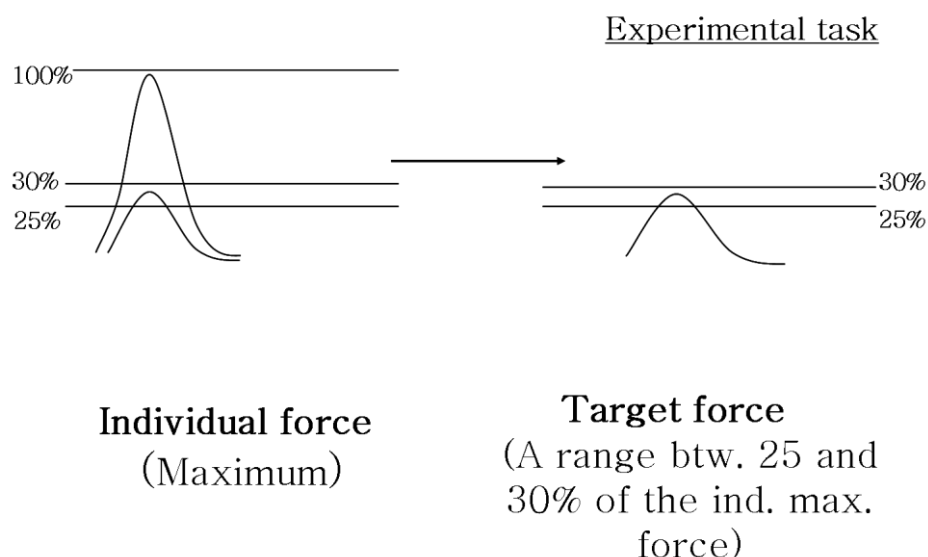 Experimental task
100%
30%
25%
30%
25%
Individual force
(Maximum)
Target force
(A range btw. 25 and
30% of the ind. max.
force)